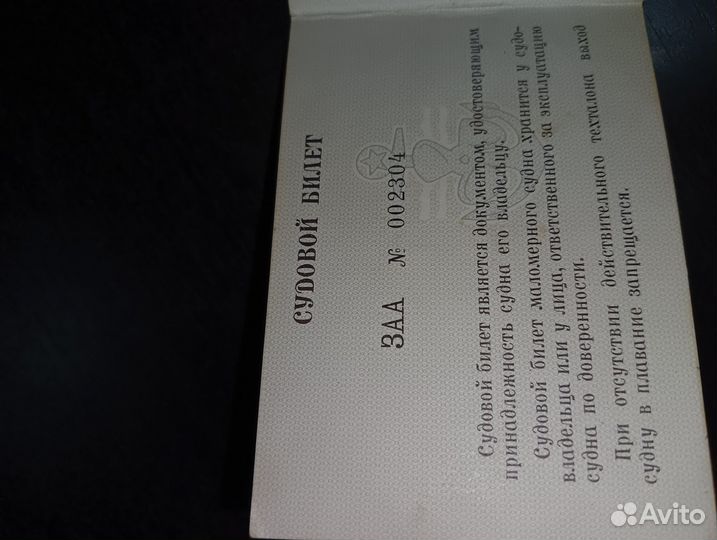 СУДОВОЙ БИЛЕТ
ЗАА № 002304
Судовой билет является документом, удостоверяющим
принадлежность судна его владельцу.
Судовой билет маломерного судна хранится у судо-
владельца или у лица, ответственного за эксплуатацию
судна по доверенности.
При отсутствии действительного техталона выход
судну в плавание запрещается.
Avito